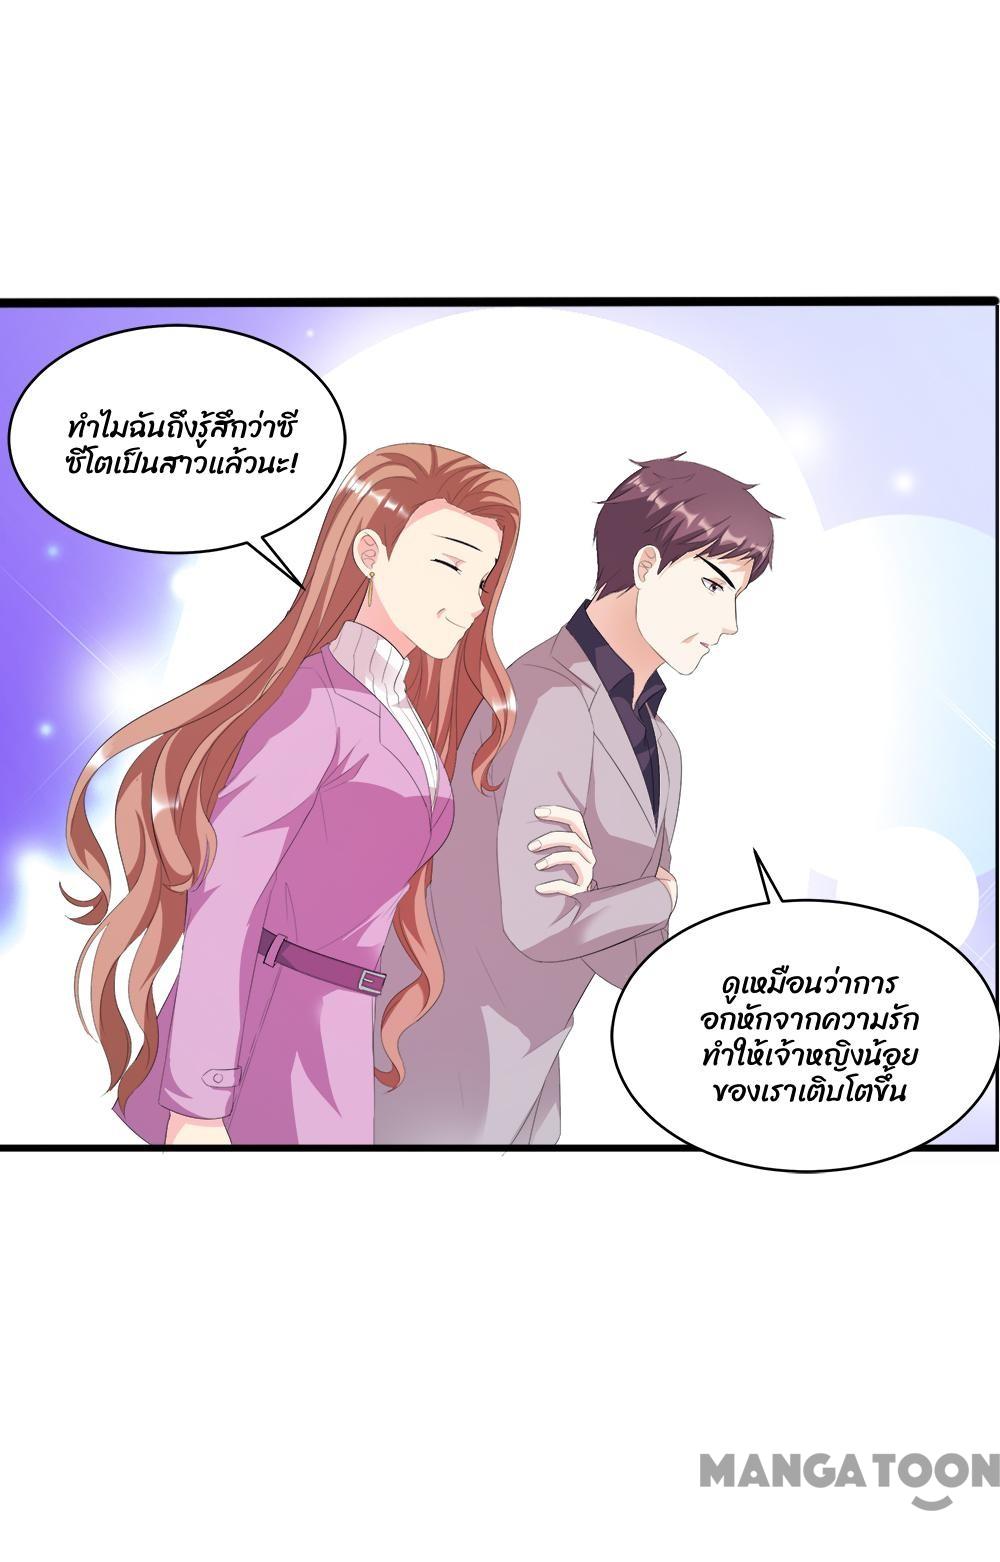 ทำไมฉันถึงรู้สึกว่าซี
ซีโตเป็นสาวแล้วนะ!
ดูเหมือนว่าการ
อกหักจากความรัก
ทำให้เจ้าหญิงน้อย
ของเราเติบโตขึ้น
MANGATOON